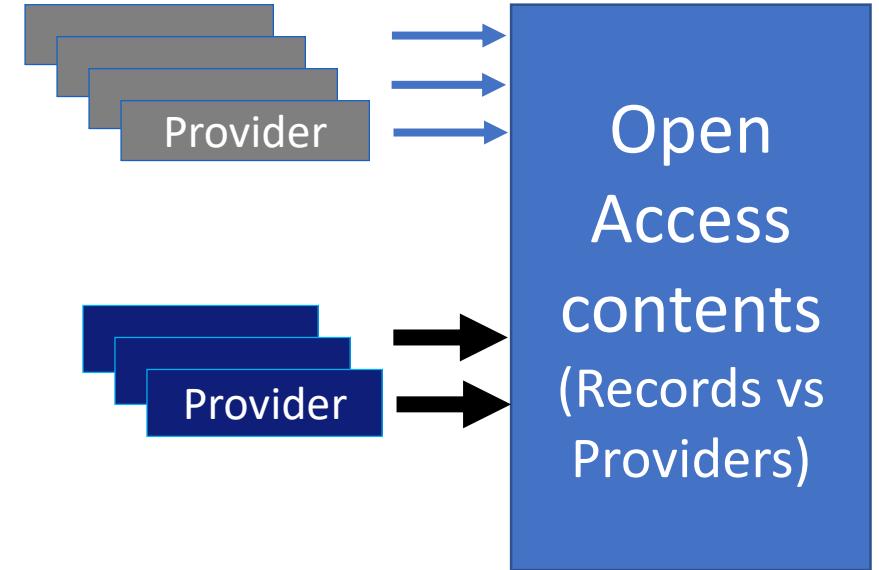 Provider
Provider
Open
Access
contents
(Records vs
Providers)